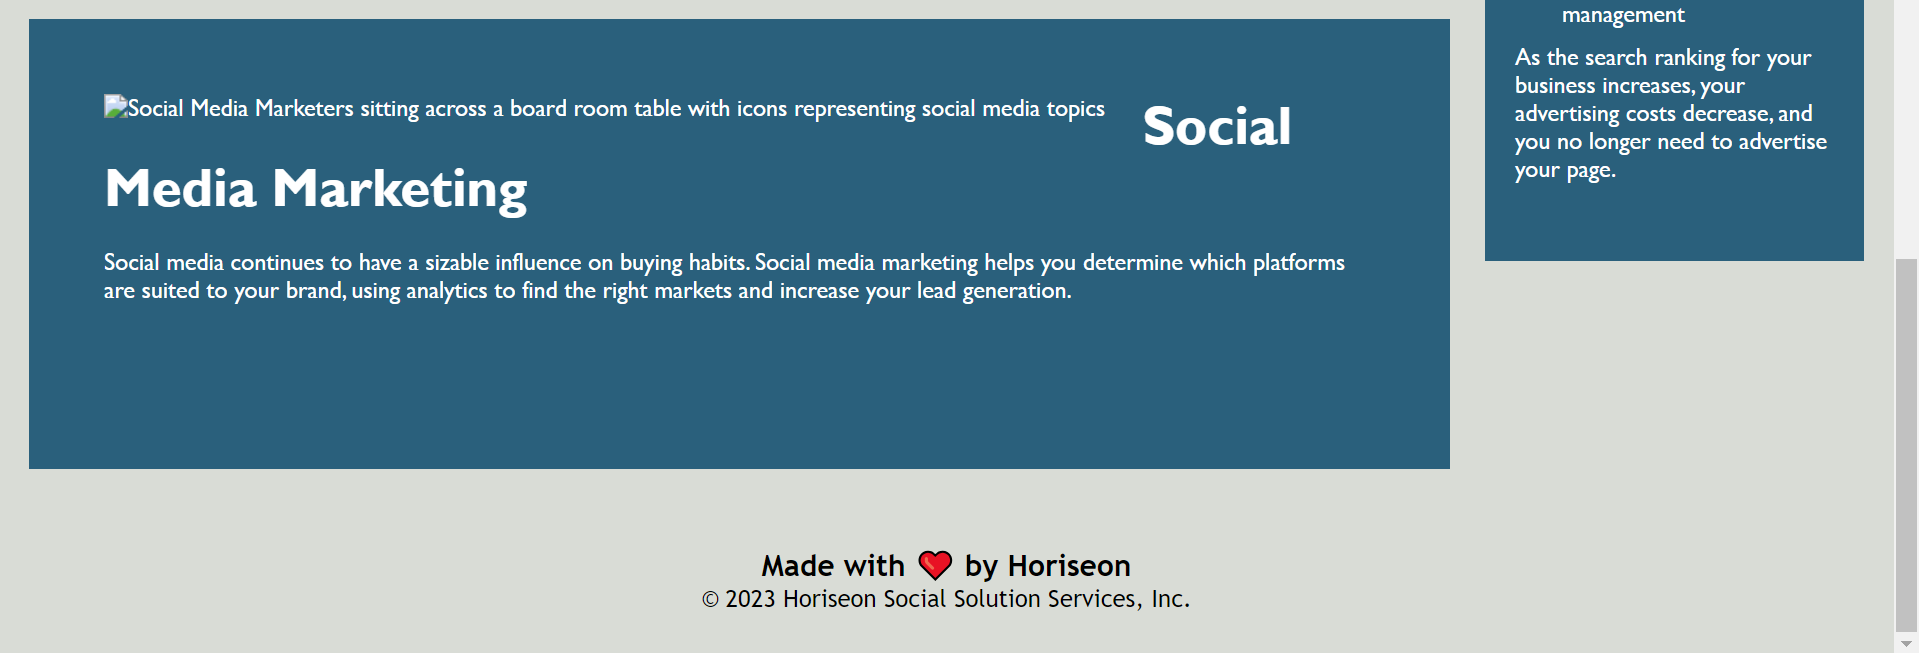 Social Media Marketers sitting across a board room table with icons representing social media topics
Social
Media Marketing
Social media continues to have a sizable influence on buying habits. Social media marketing helps you determine which platforms
are suited to your brand, using analytics to find the right markets and increase your lead generation.
management
As the search ranking for your
business increases, your
advertising costs decrease, and
you no longer need to advertise
your page.
Made with ❤️ by Horiseon
© 2023 Horiseon Social Solution Services, Inc.